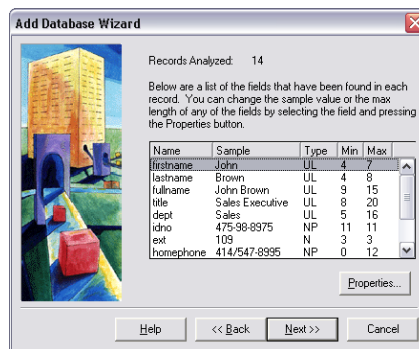 Add Database Wizard
Records Analyzed: 14
Below are a list of the fields that have been found in each
record. You can change the sample value or the max
length of any of the fields by selecting the field and pressing
the Properties button.
Name Sample Type Min Max
firstname John UL 4 7
lastname Brown UL 4 8
fullname John Brown UL 9 15
title Sales Executive UL 8 20
dept Sales UL 5 16
idno 475-98-8975 NP 11 11
ext 109 N 3 3
homephone 414/547-8995 NP 0 12
Properties...
Help << Back Next >> Cancel